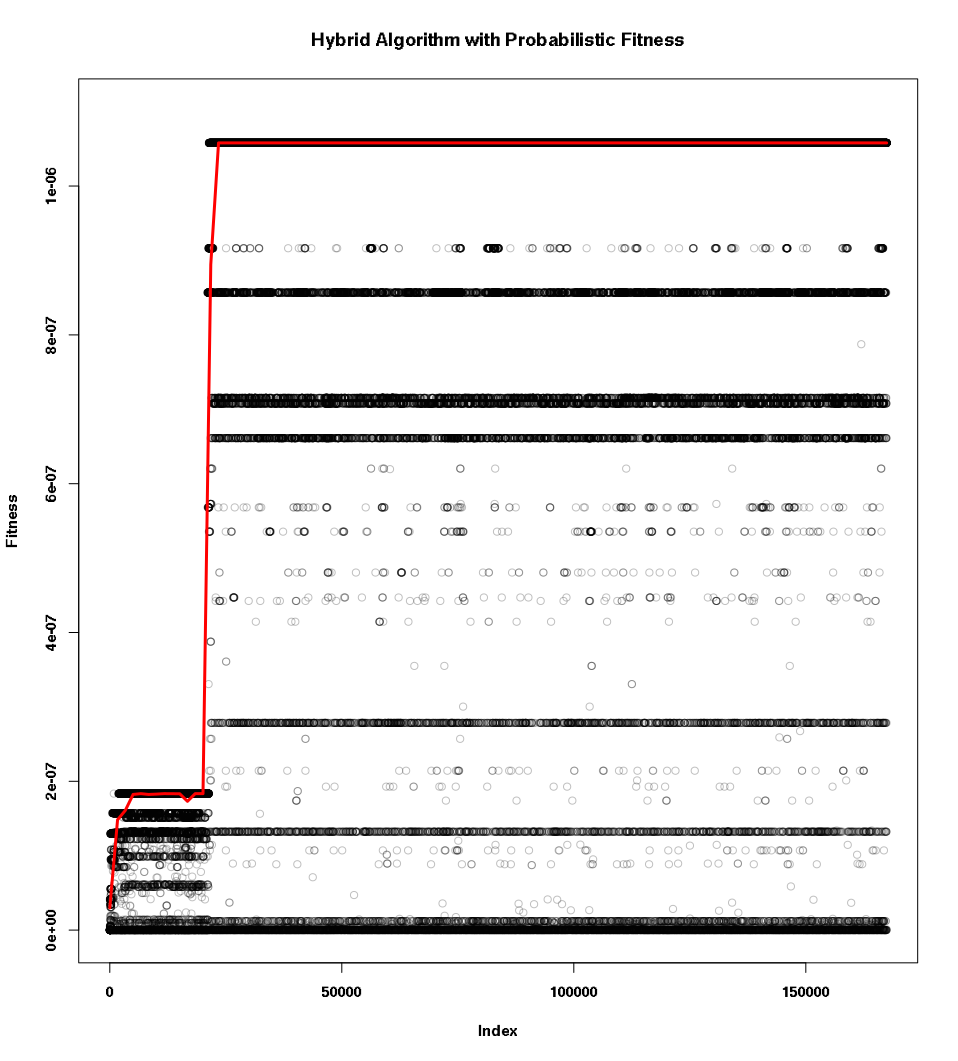 Hybrid Algorithm with Probabilistic Fitness
Fitness
1e-06
8e-07
6e-07
4e-07
2e-07
0e+00
0 50000 100000 150000
Index